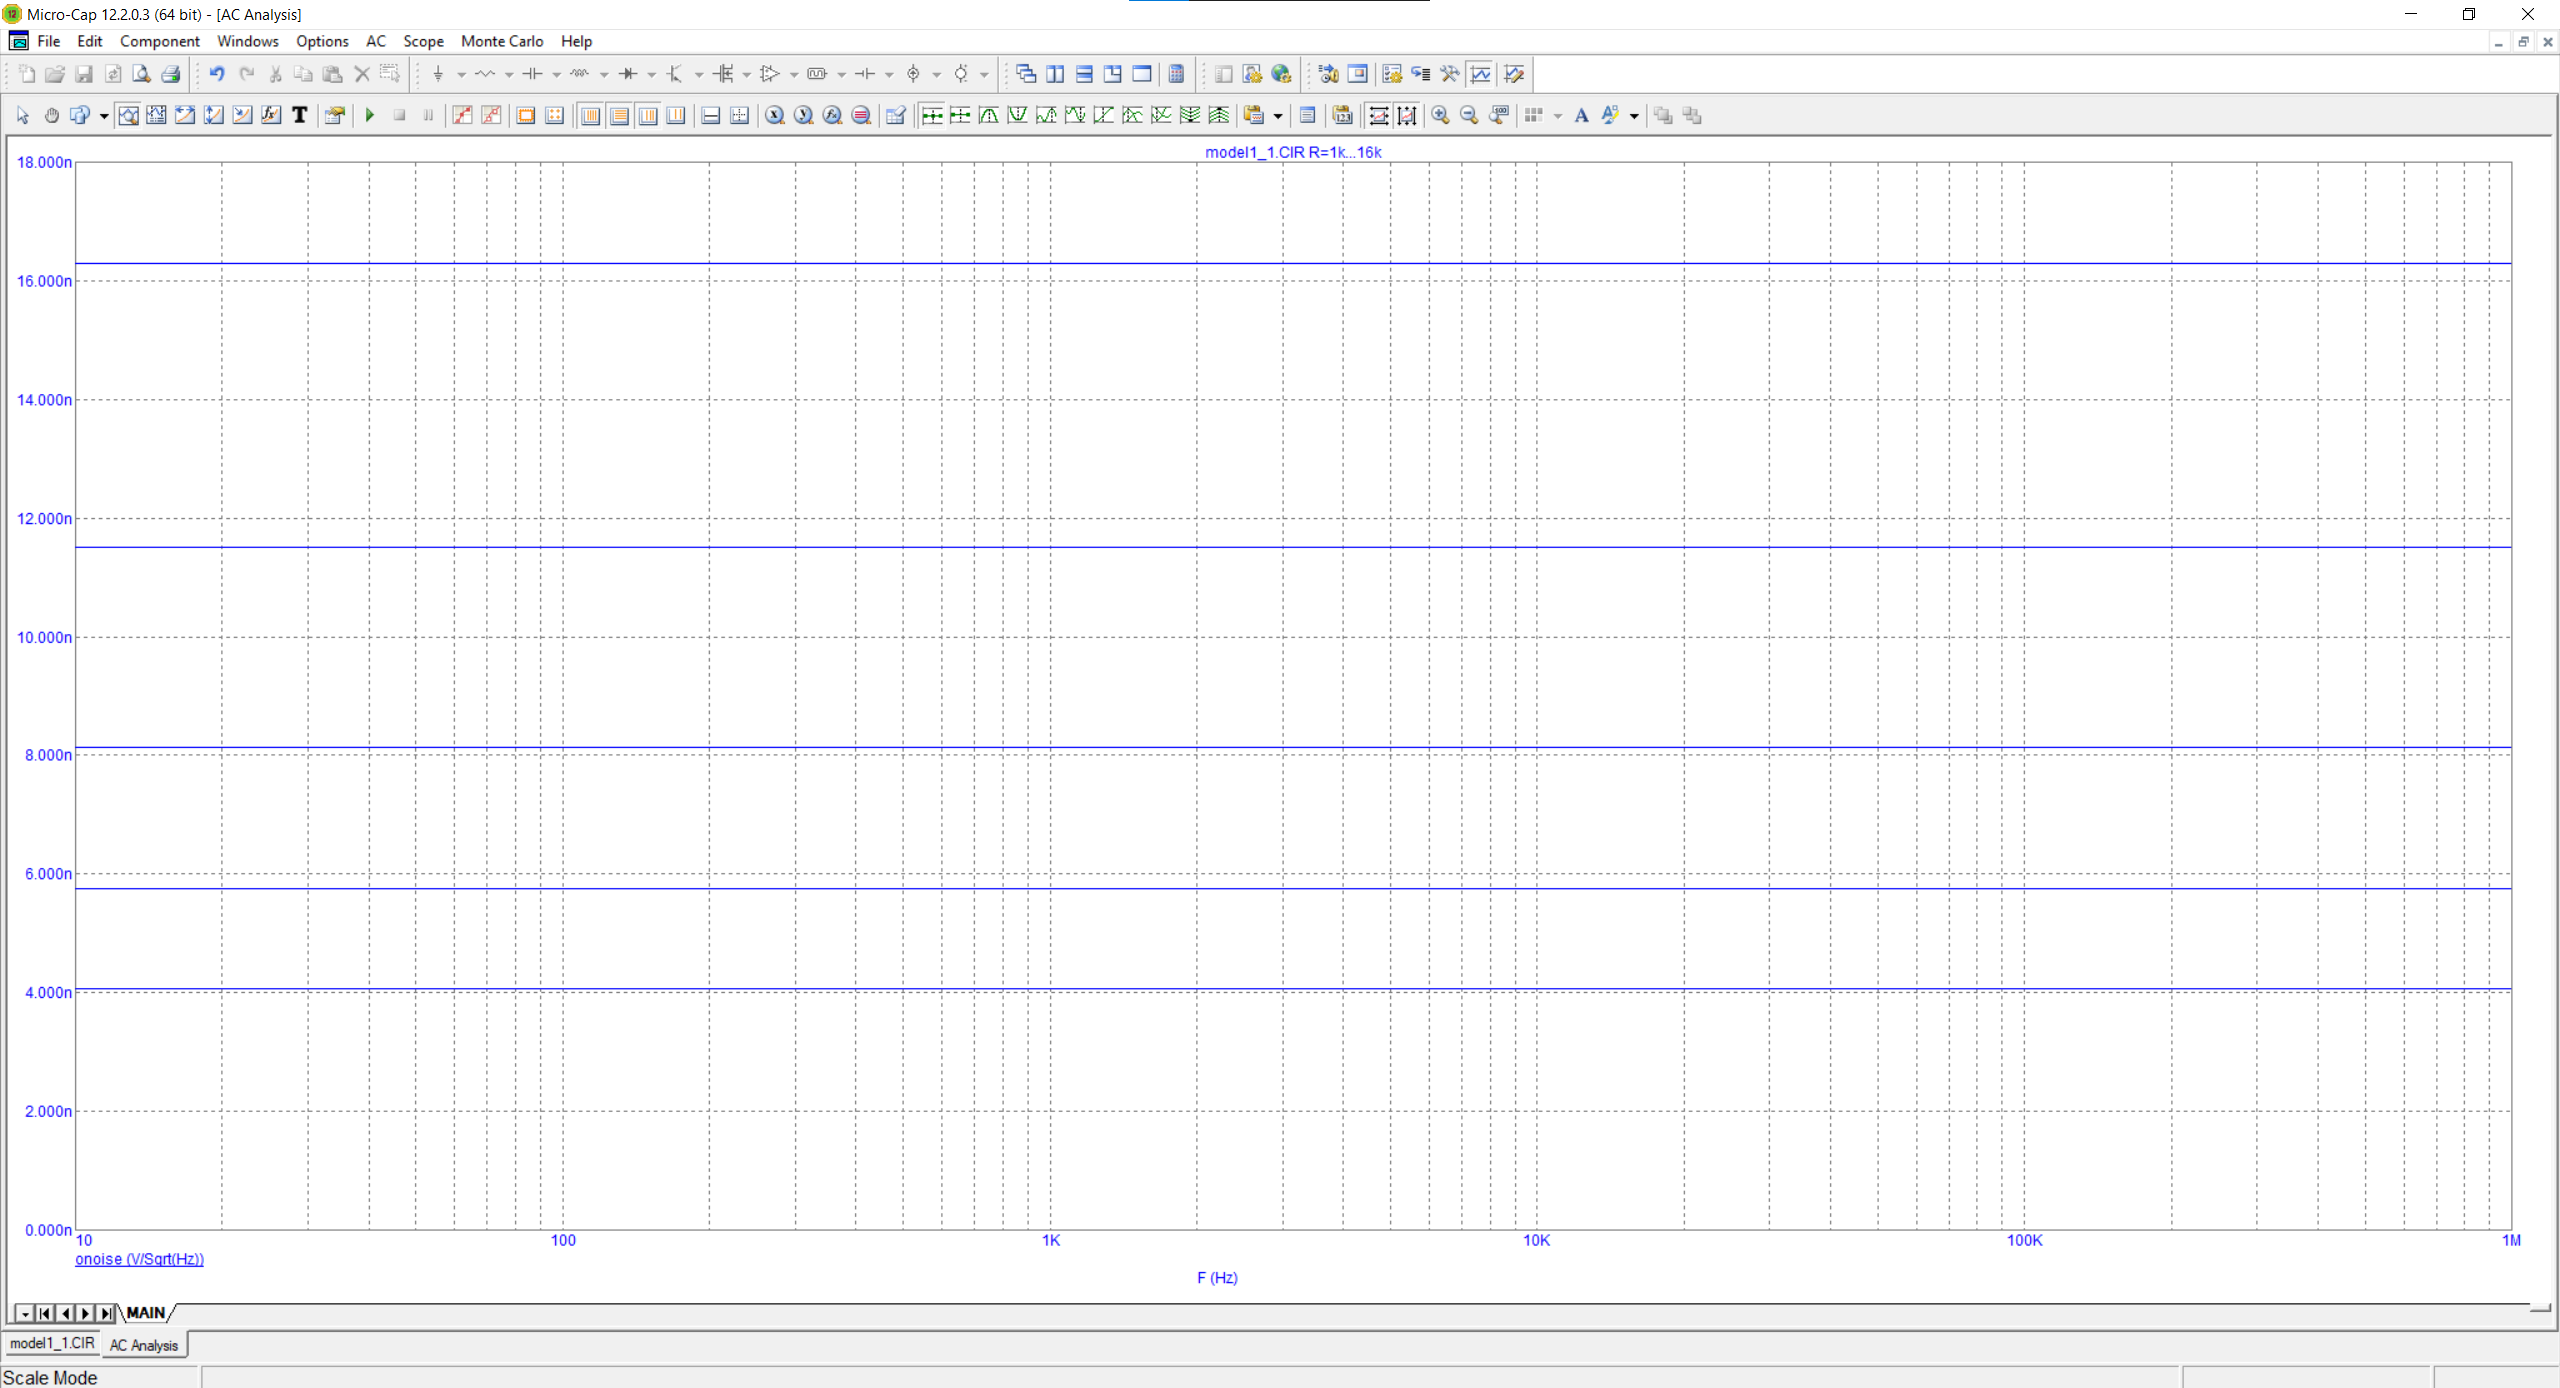 Micro-Cap 12.2.0.3 (64 bit) - [AC Analysis]
File Edit Component Windows Options AC Scope Monte Carlo Help
model1_1.CIR R=1k...16k
18.000n
16.000n
14.000n
12.000n
10.000n
8.000n
6.000n
4.000n
2.000n
0.000n
10 100 1K 10K 100K 1M
onoise (V/Sqrt(Hz))
F (Hz)
MAIN
model1_1.CIR AC Analysis
Scale Mode